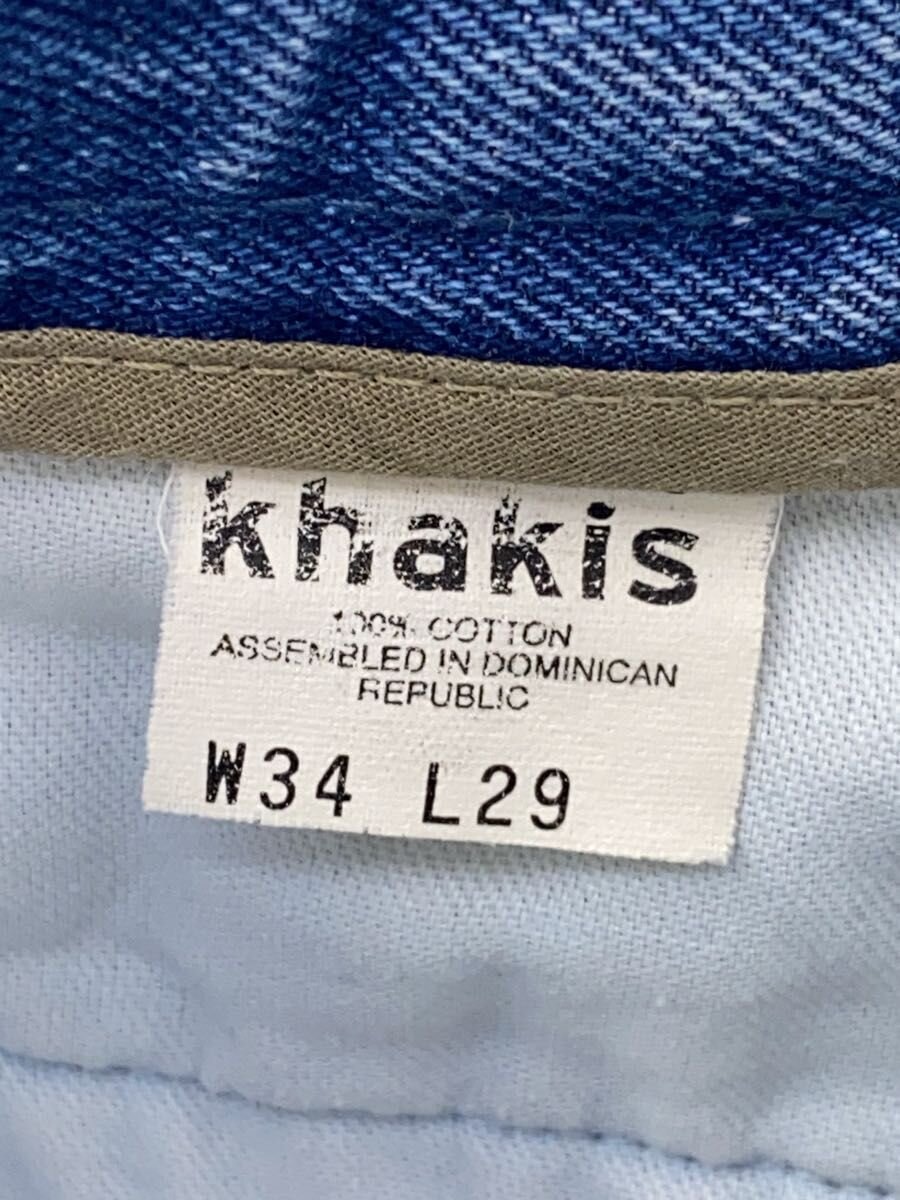 khakis
100% COTTON
ASSEMBLED IN DOMINICAN
REPUBLIC
W34 L29